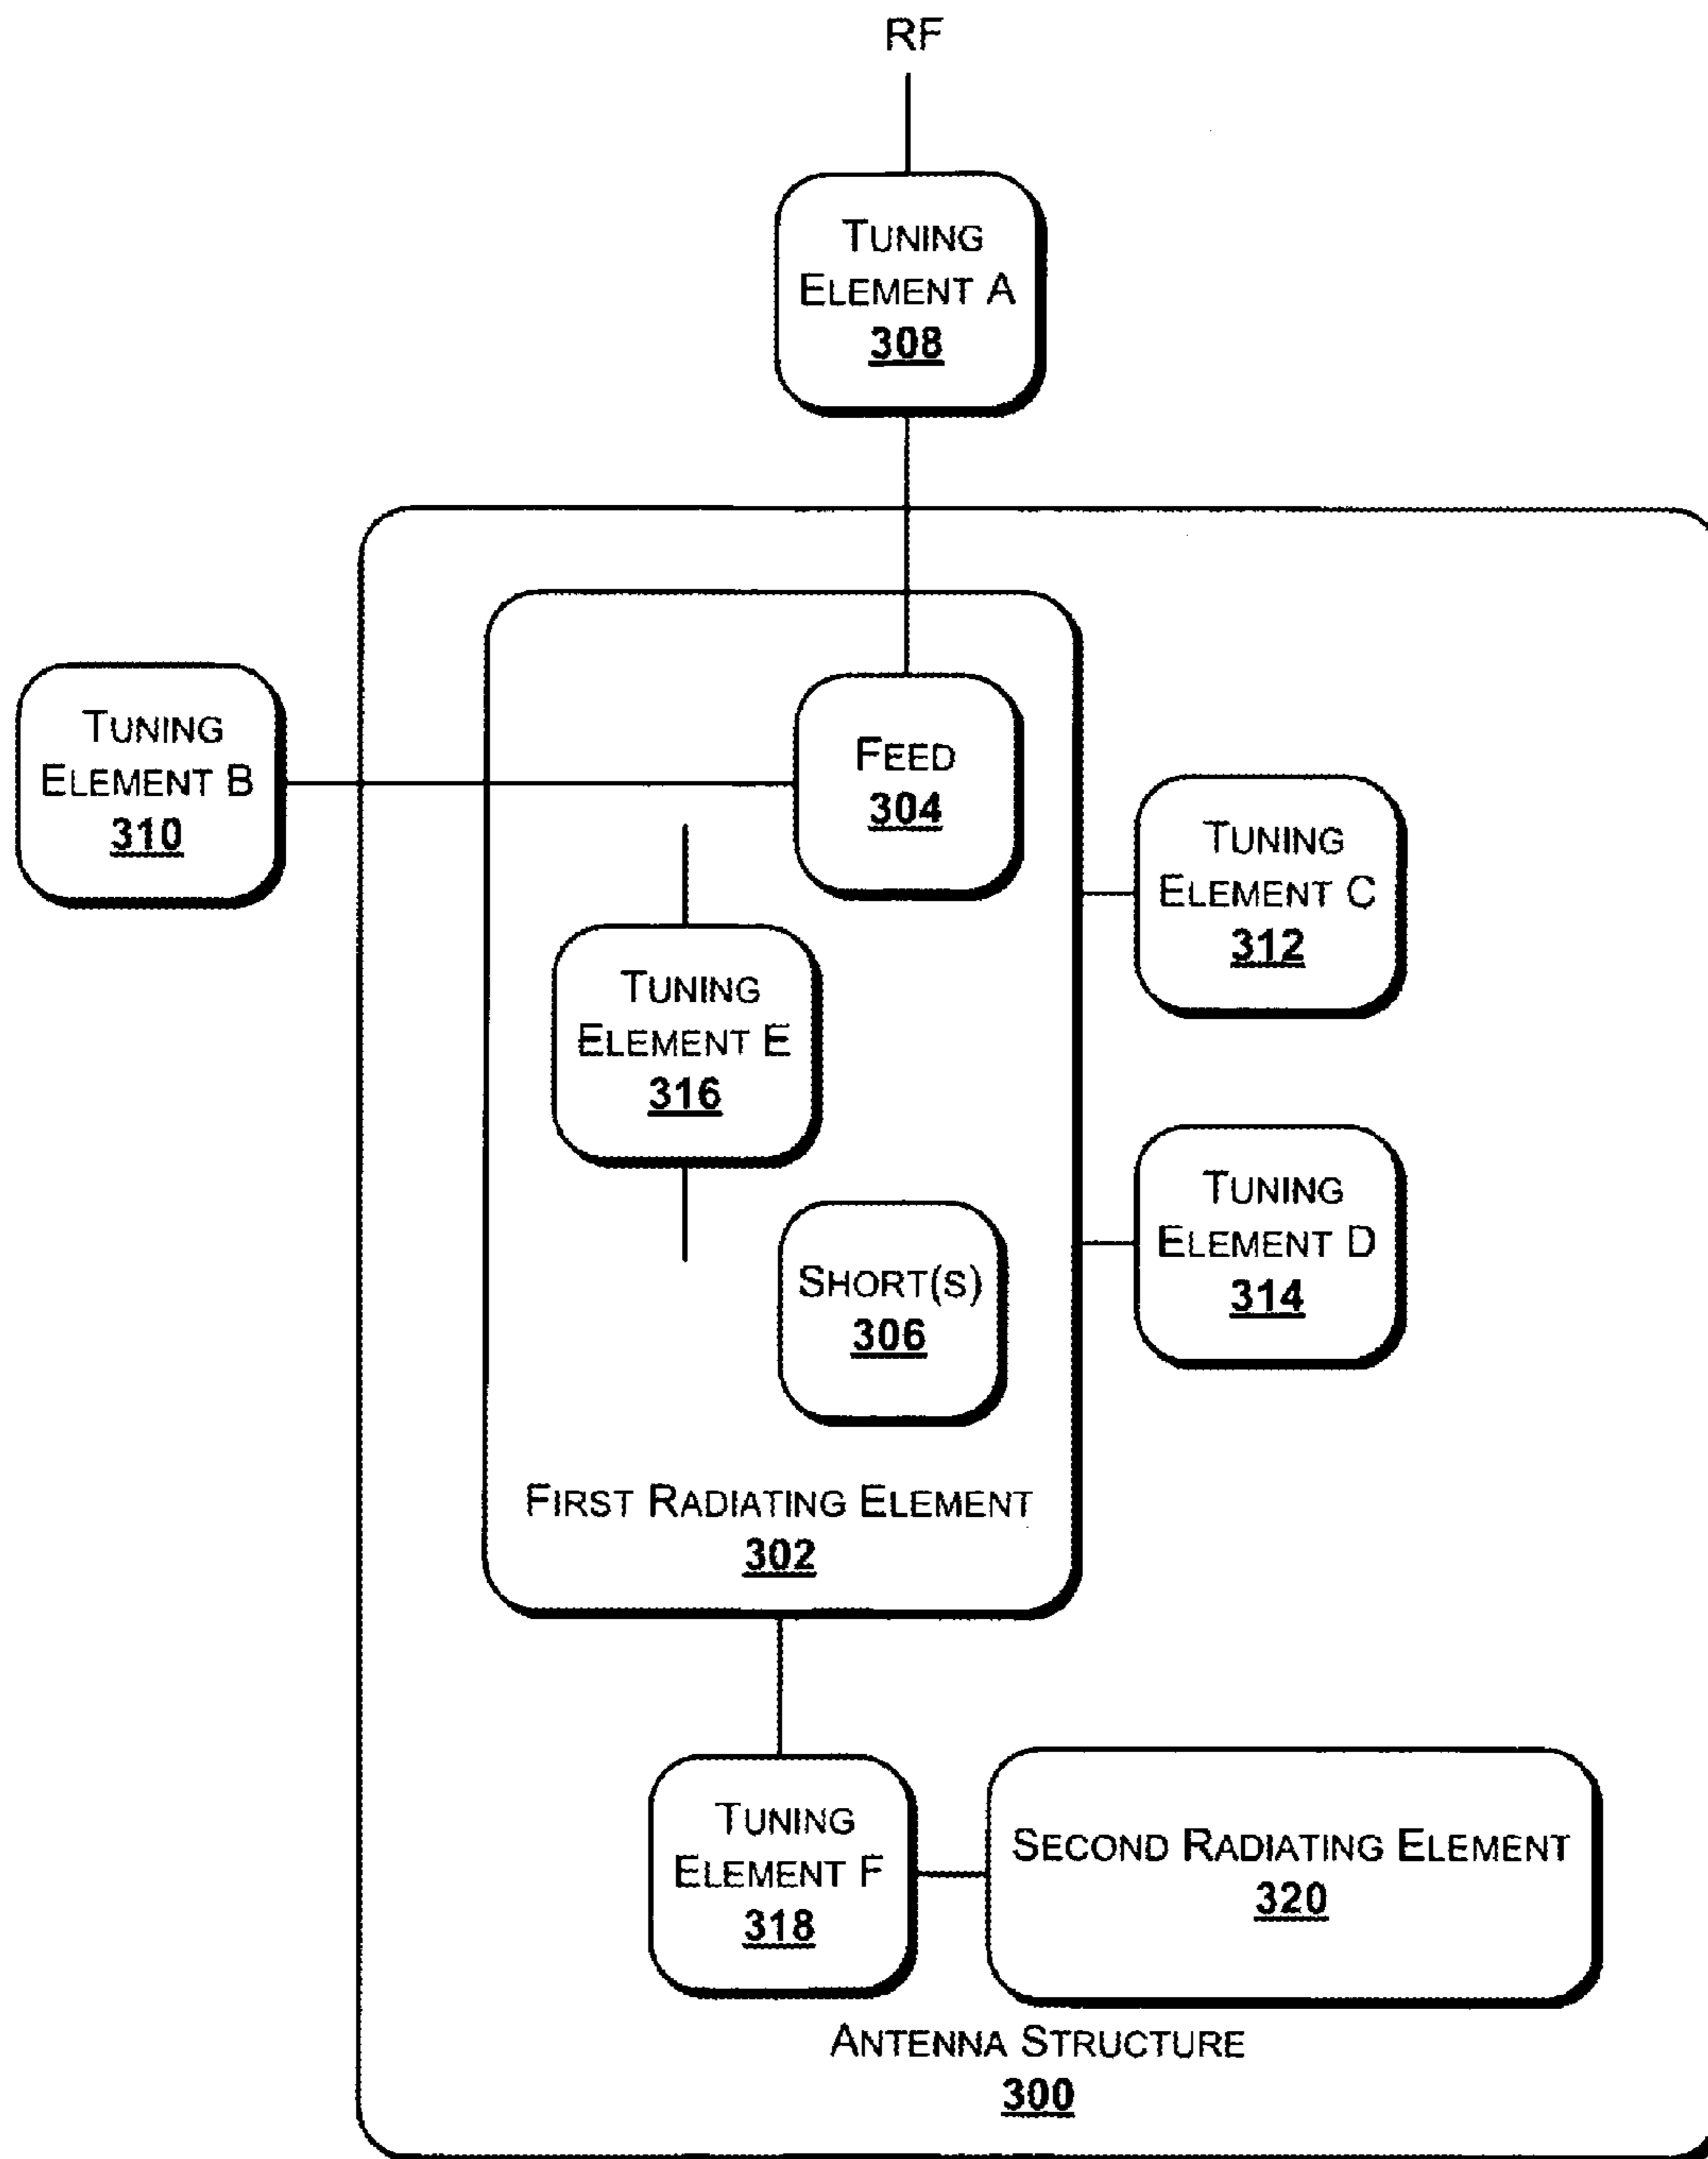 RF
TUNING
ELEMENT A
308
TUNING
ELEMENT B
310
FEED
304
TUNING
ELEMENT C
312
TUNING
ELEMENT E
316
TUNING
ELEMENT D
314
SHORT(S)
306
FIRST RADIATING ELEMENT
302
TUNING
ELEMENT F
318
SECOND RADIATING ELEMENT
320
ANTENNA STRUCTURE
300